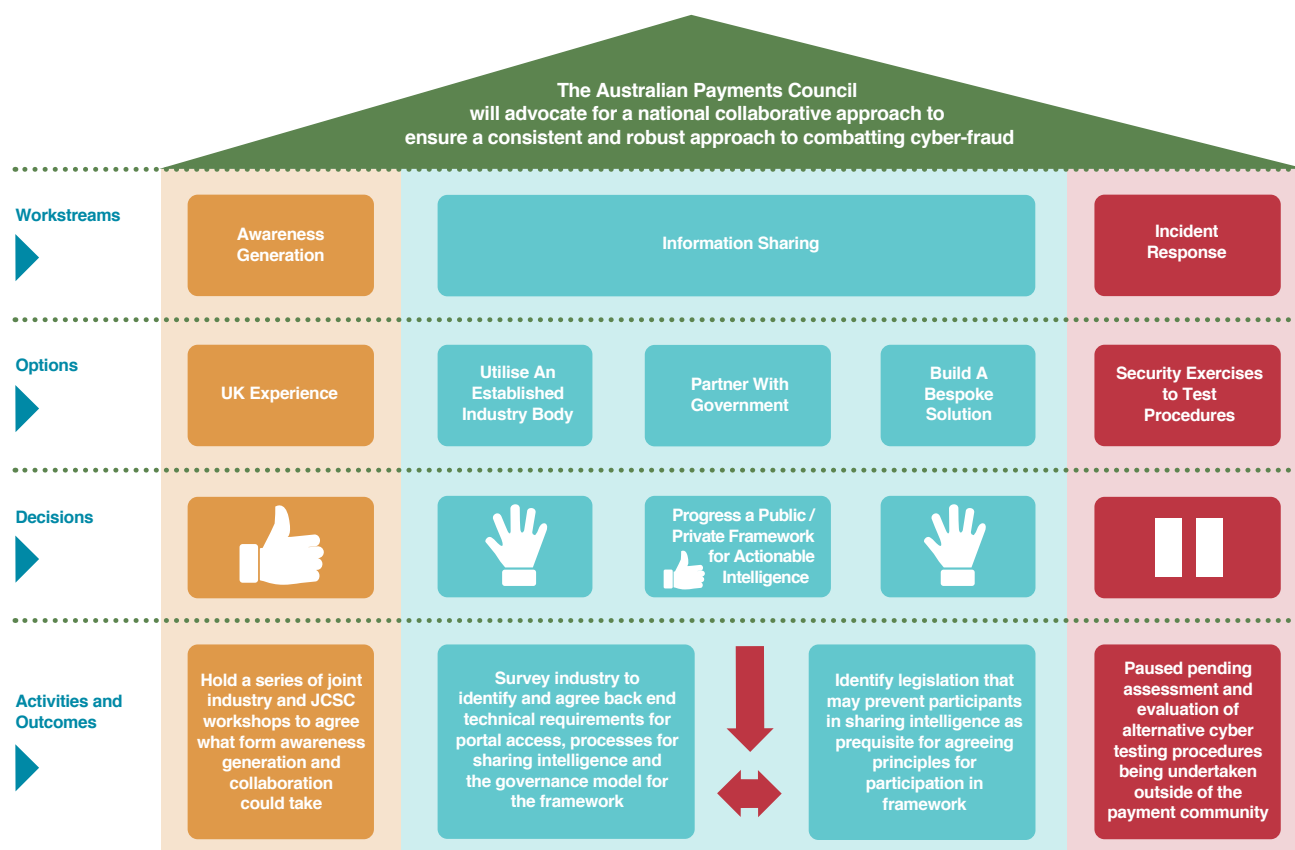 The Australian Payments Council
will advocate for a national collaborative approach to
ensure a consistent and robust approach to combatting cyber-fraud
Workstreams
Awareness
Generation
Information Sharing
Incident
Response
Options
UK Experience
Utilise An
Established
Industry Body
Partner With
Government
Build A
Bespoke
Solution
Security Exercises
to Test
Procedures
Decisions
Progress a Public /
Private Framework
for Actionable
Intelligence
Activities and
Outcomes
Hold a series of joint
industry and JCSC
workshops to agree
what form awareness
generation and
collaboration
could take
Survey industry to
identify and agree back end
technical requirements for
portal access, processes for
sharing intelligence and
the governance model for
the framework
Identify legislation that
may prevent participants
in sharing intelligence as
prequisite for agreeing
principles for
participation in
framework
Paused pending
assessment and
evaluation of
alternative cyber
testing procedures
being undertaken
outside of the
payment community